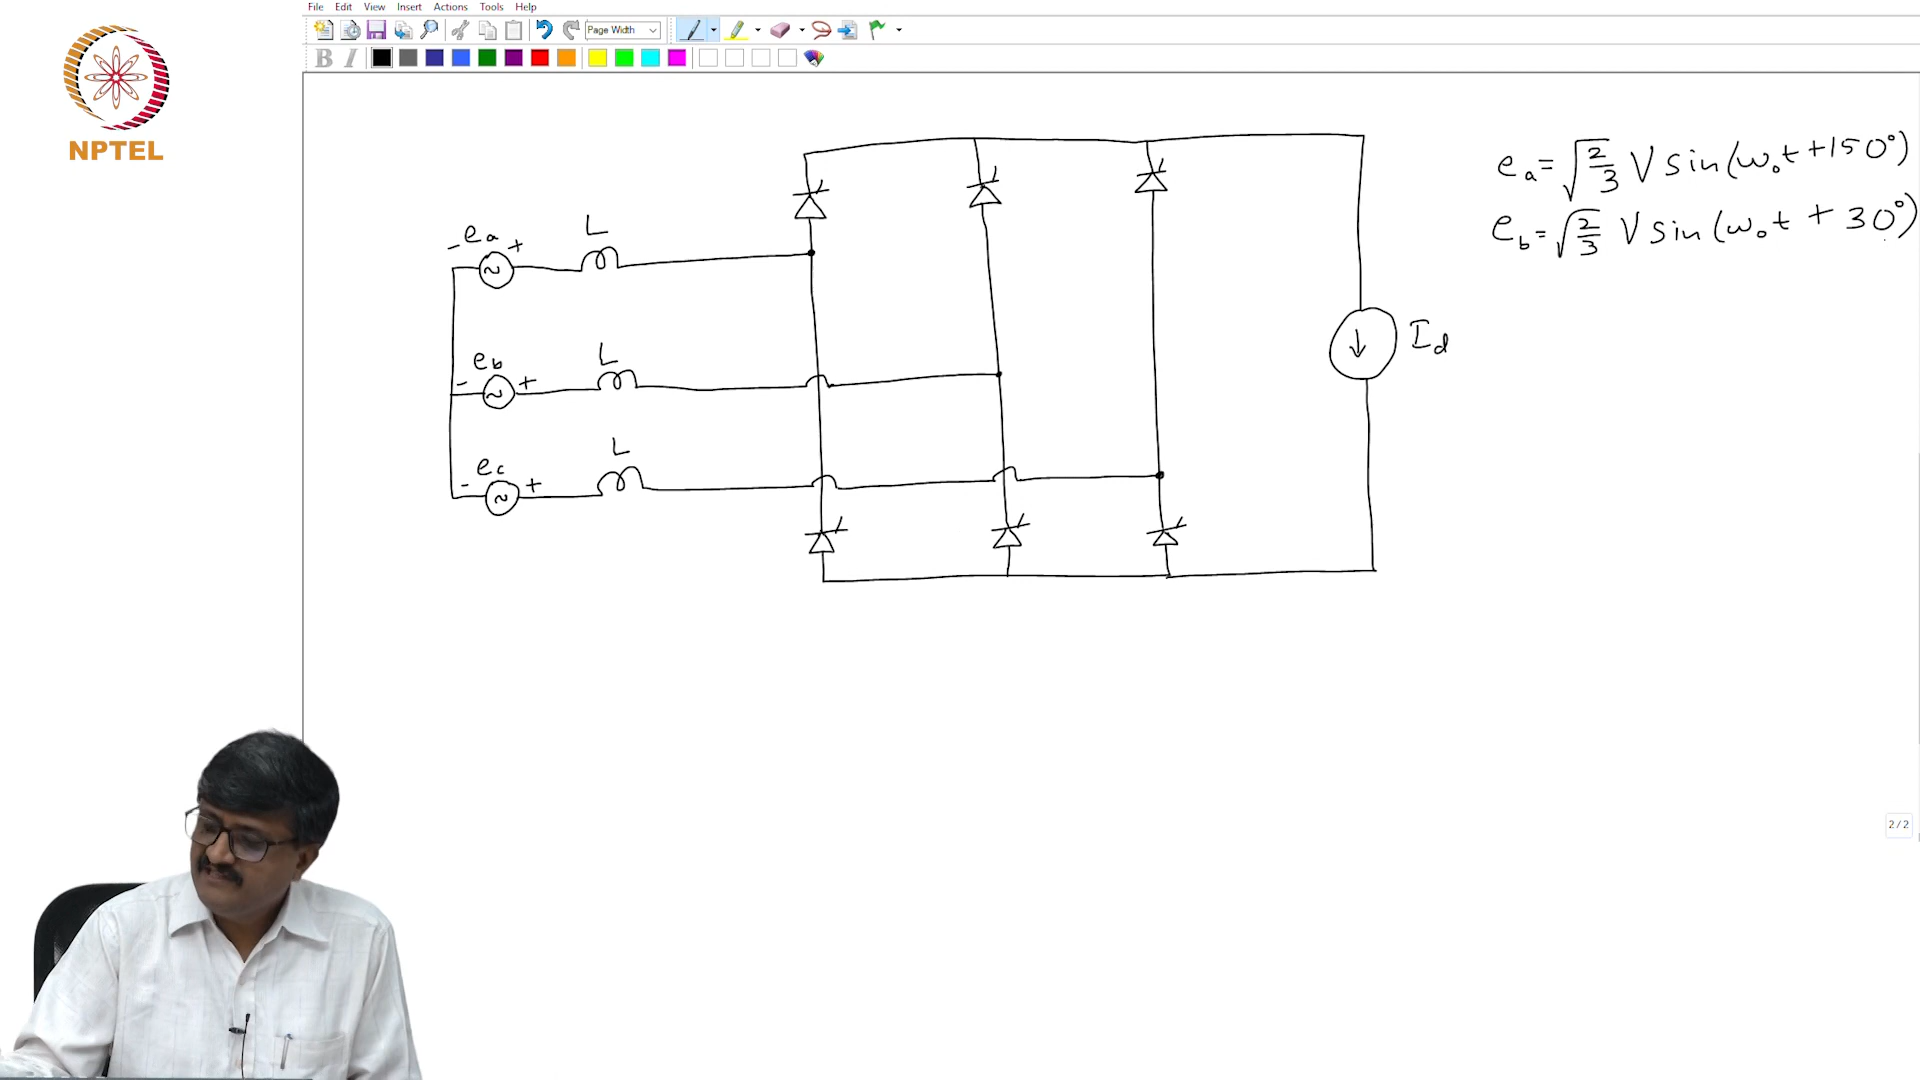 File Edit View Insert Actions Tools Help
Page Width
B I
NPTEL
e_a = √(2/3) V sin(ω₀t + 150°)
e_b = √(2/3) V sin(ω₀t + 30°)
- e_a +
L
I_d
e_b
L
- +
e_c
L
- +
2 / 2